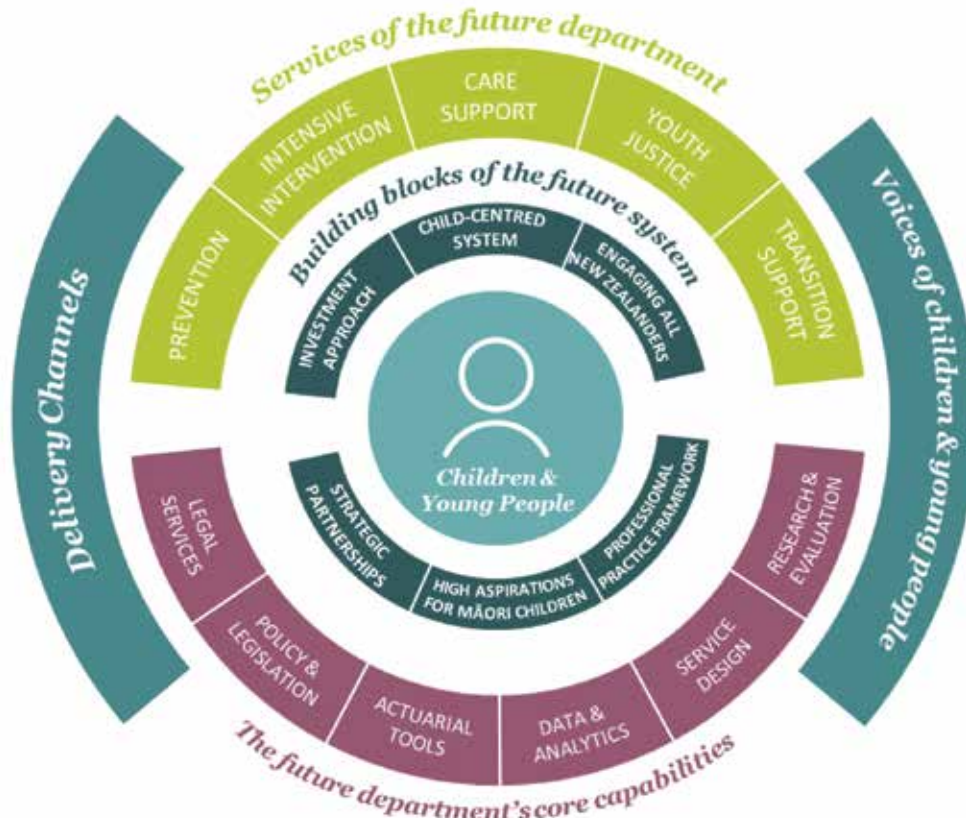 Services of the future department
PREVENTION
INTENSIVE
INTERVENTION
CARE
SUPPORT
YOUTH
JUSTICE
TRANSITION
SUPPORT
Building blocks of the future system
INVESTMENT
APPROACH
CHILD-CENTRED
SYSTEM
ENGAGING ALL
NEW ZEALANDERS
Delivery Channels
Children &
Young People
Voices of children & young people
STRATEGIC
PARTNERSHIPS
HIGH ASPIRATIONS
FOR MĀORI CHILDREN
PROFESSIONAL
PRACTICE FRAMEWORK
LEGAL
SERVICES
POLICY &
LEGISLATION
ACTUARIAL
TOOLS
DATA &
ANALYTICS
SERVICE
DESIGN
RESEARCH &
EVALUATION
The future department's core capabilities